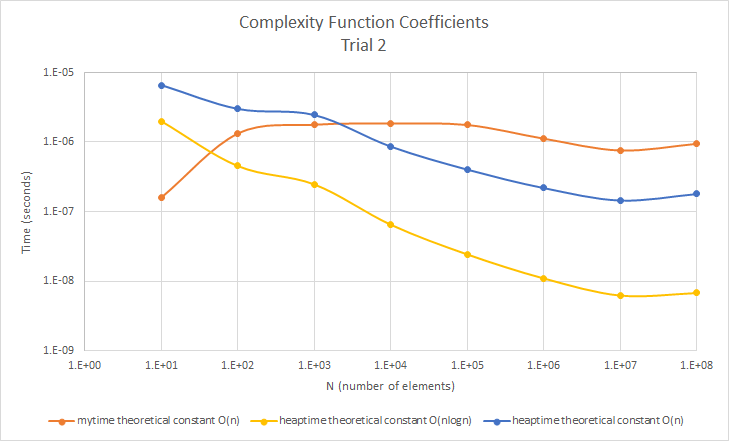 Complexity Function Coefficients
Trial 2
1.E-05
1.E-06
1.E-07
1.E-08
1.E-09
Time (seconds)
1.E+00 1.E+01 1.E+02 1.E+03 1.E+04 1.E+05 1.E+06 1.E+07 1.E+08
N (number of elements)
mytime theoretical constant O(n) heaptime theoretical constant O(nlogn) heaptime theoretical constant O(n)